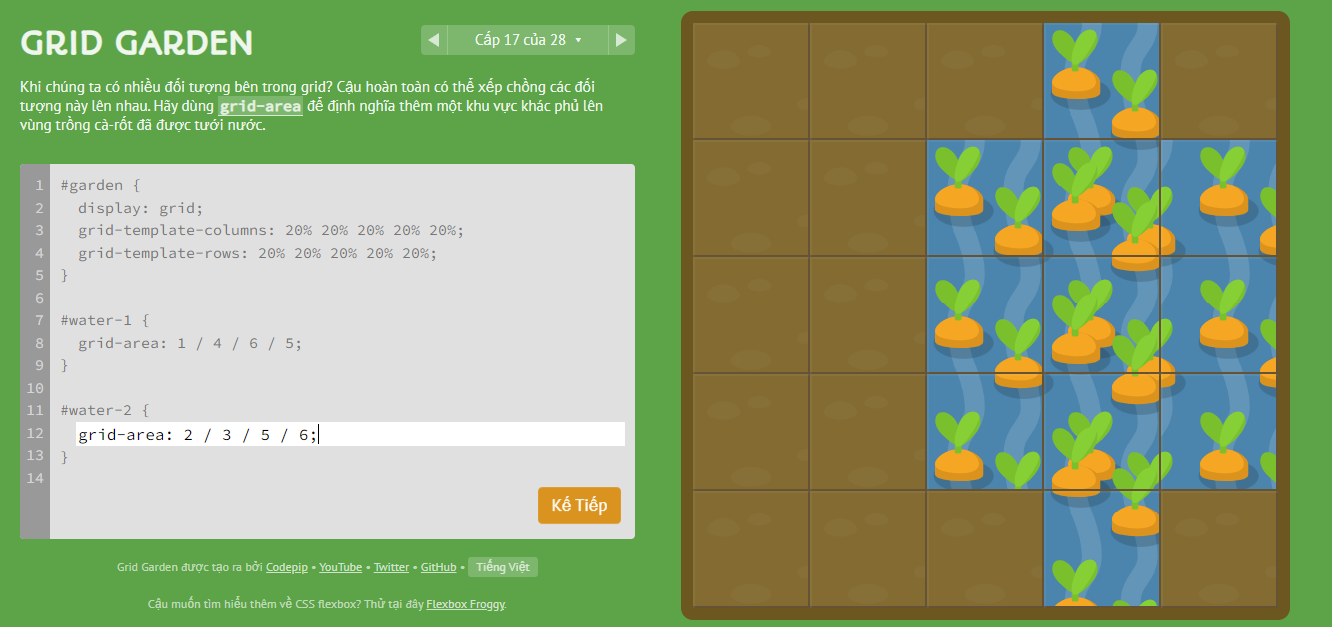 GRID GARDEN
◀ Cấp 17 của 28 ▾ ▶
Khi chúng ta có nhiều đối tượng bên trong grid? Cậu hoàn toàn có thể xếp chồng các đối
tượng này lên nhau. Hãy dùng grid-area để định nghĩa thêm một khu vực khác phủ lên
vùng trồng cà-rốt đã được tưới nước.
1 #garden {
2 display: grid;
3 grid-template-columns: 20% 20% 20% 20% 20%;
4 grid-template-rows: 20% 20% 20% 20% 20%;
5 }
6
7 #water-1 {
8 grid-area: 1 / 4 / 6 / 5;
9 }
10
11 #water-2 {
12 grid-area: 2 / 3 / 5 / 6;
13 }
14
Kế Tiếp
Grid Garden được tạo ra bởi Codepip • YouTube • Twitter • GitHub • Tiếng Việt
Cậu muốn tìm hiểu thêm về CSS flexbox? Thử tại đây Flexbox Froggy.